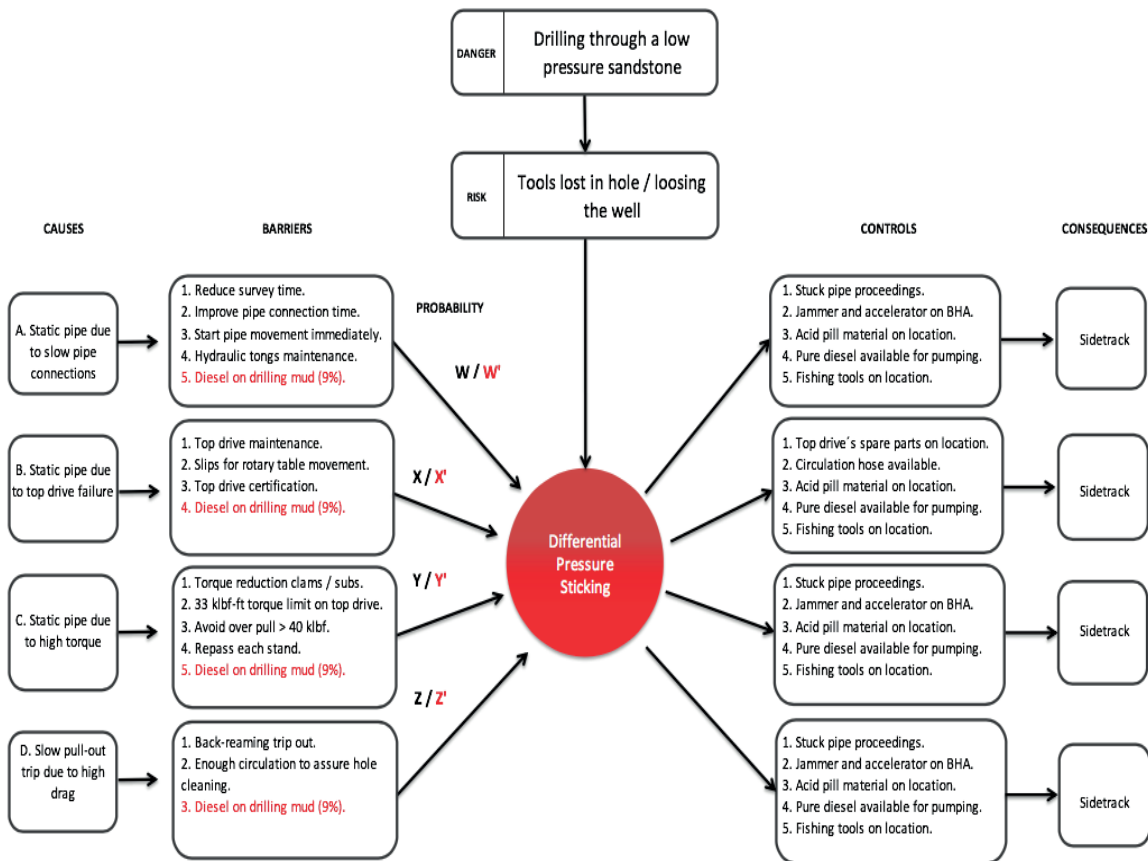 DANGER
Drilling through a low
pressure sandstone
RISK
Tools lost in hole / loosing
the well
CAUSES
BARRIERS
PROBABILITY
CONTROLS
CONSEQUENCES
A. Static pipe due
to slow pipe
connections
1. Reduce survey time.
2. Improve pipe connection time.
3. Start pipe movement immediately.
4. Hydraulic tongs maintenance.
5. Diesel on drilling mud (9%).
W / W'
1. Stuck pipe proceedings.
2. Jammer and accelerator on BHA.
3. Acid pill material on location.
4. Pure diesel available for pumping.
5. Fishing tools on location.
Sidetrack
B. Static pipe due
to top drive failure
1. Top drive maintenance.
2. Slips for rotary table movement.
3. Top drive certification.
4. Diesel on drilling mud (9%).
X / X'
1. Top drive´s spare parts on location.
2. Circulation hose available.
3. Acid pill material on location.
4. Pure diesel available for pumping.
5. Fishing tools on location.
Sidetrack
Differential
Pressure
Sticking
C. Static pipe due
to high torque
1. Torque reduction clams / subs.
2. 33 klbf-ft torque limit on top drive.
3. Avoid over pull > 40 klbf.
4. Repass each stand.
5. Diesel on drilling mud (9%).
Y / Y'
1. Stuck pipe proceedings.
2. Jammer and accelerator on BHA.
3. Acid pill material on location.
4. Pure diesel available for pumping.
5. Fishing tools on location.
Sidetrack
D. Slow pull-out
trip due to high
drag
1. Back-reaming trip out.
2. Enough circulation to assure hole
cleaning.
3. Diesel on drilling mud (9%).
Z / Z'
1. Stuck pipe proceedings.
2. Jammer and accelerator on BHA.
3. Acid pill material on location.
4. Pure diesel available for pumping.
5. Fishing tools on location.
Sidetrack